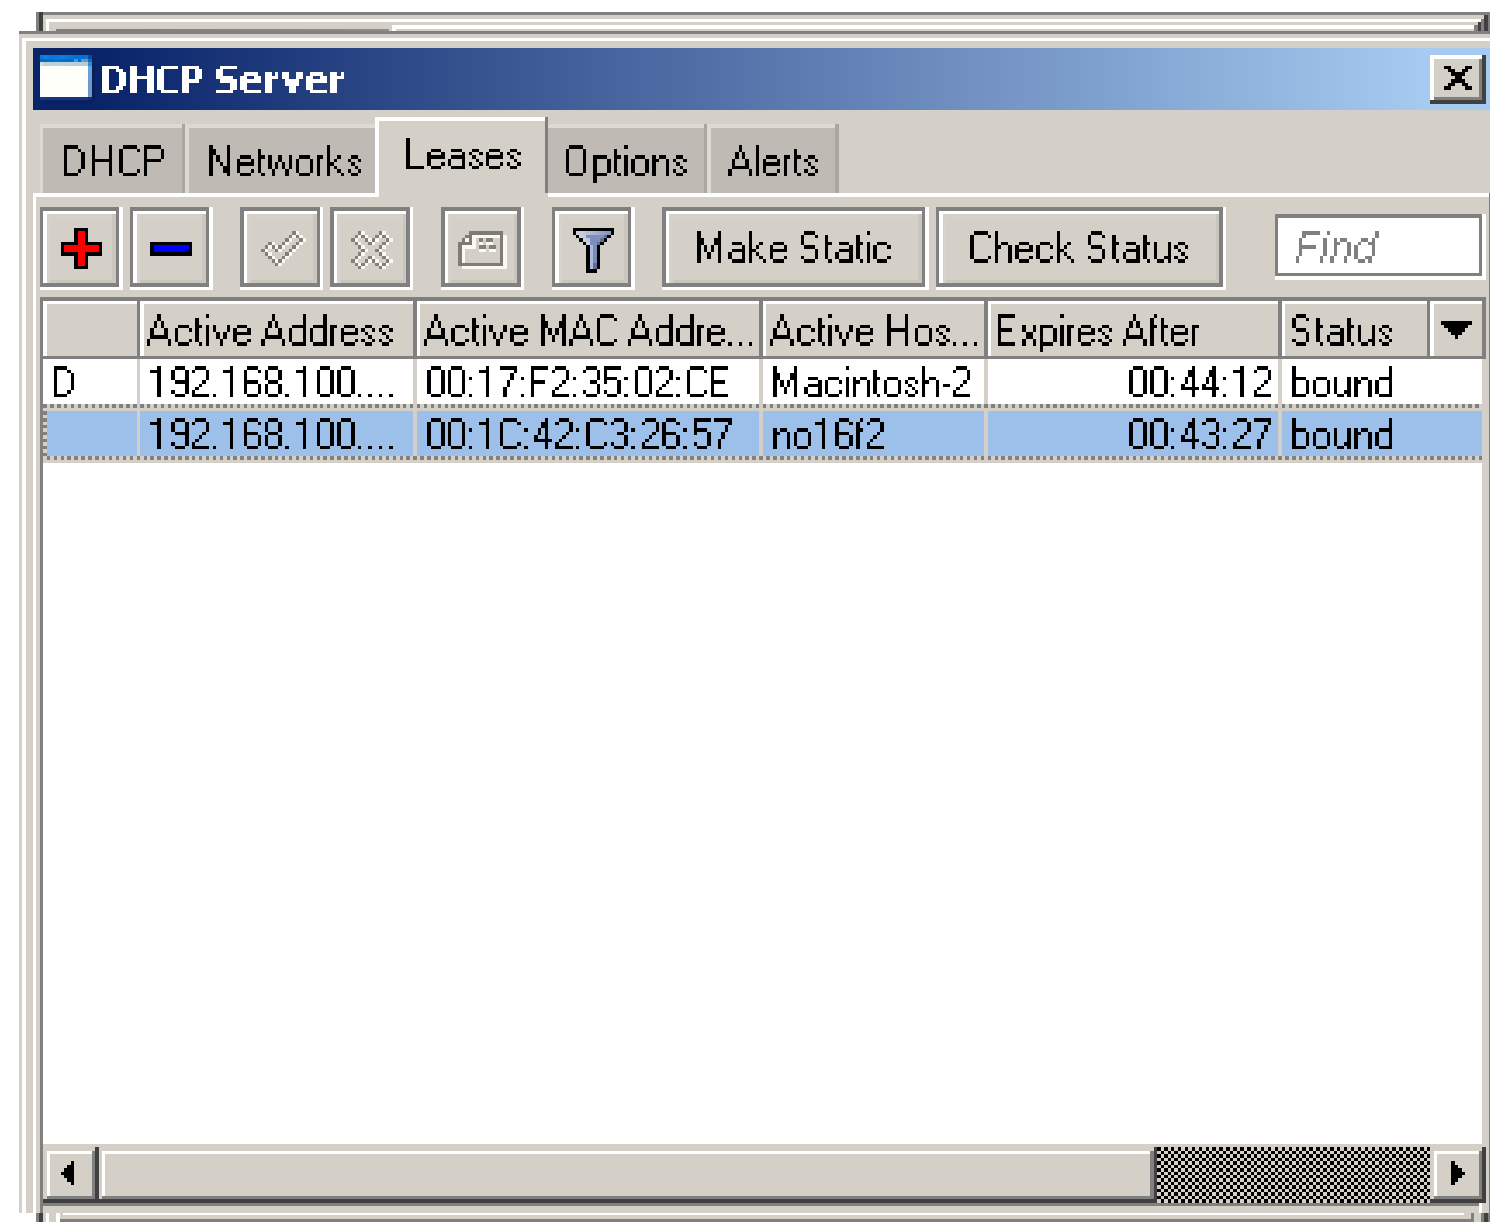 DHCP Server
DHCP Networks Leases Options Alerts
Make Static Check Status Find
Active Address Active MAC Addre... Active Hos... Expires After Status
D 192.168.100.... 00:17:F2:35:02:CE Macintosh-2 00:44:12 bound
192.168.100.... 00:1C:42:C3:26:57 no16f2 00:43:27 bound